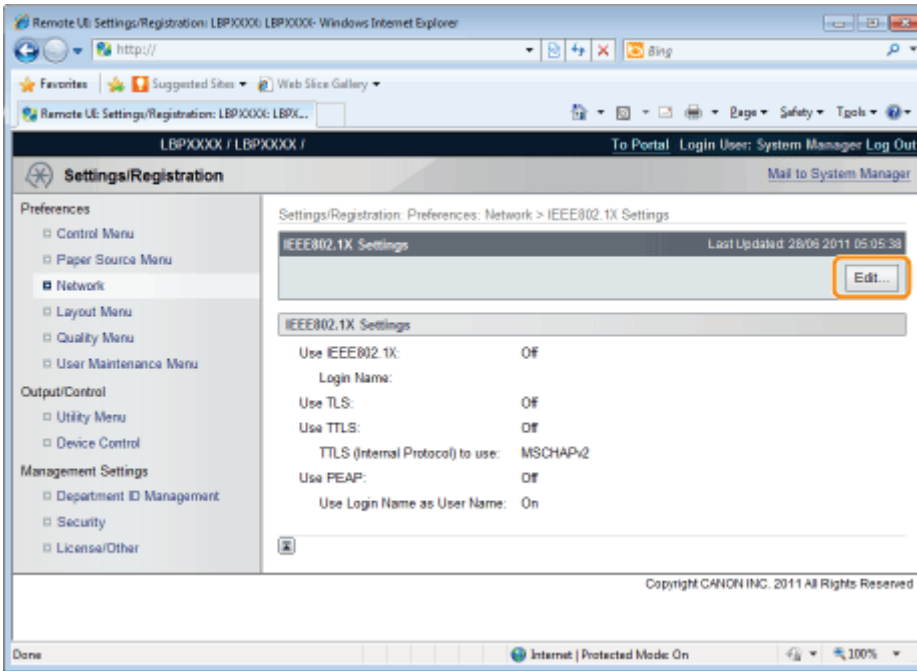 Remote UI: Settings/Registration: LBPXXXX: LBPXXXX- Windows Internet Explorer
http://
Bing
Favorites Suggested Sites Web Slice Gallery
Remote UI: Settings/Registration: LBPXXXX: LBPX... Page Safety Tools
LBPXXXX / LBPXXXX / To Portal Login User: System Manager Log Out
Settings/Registration Mail to System Manager
Preferences
Control Menu
Paper Source Menu
Network
Layout Menu
Quality Menu
User Maintenance Menu
Output/Control
Utility Menu
Device Control
Management Settings
Department ID Management
Security
License/Other
Settings/Registration: Preferences: Network > IEEE802.1X Settings
IEEE802.1X Settings Last Updated: 28/06 2011 05:05:38
Edit...
IEEE802.1X Settings
Use IEEE802.1X: Off
Login Name:
Use TLS: Off
Use TTLS: Off
TTLS (Internal Protocol) to use: MSCHAPv2
Use PEAP: Off
Use Login Name as User Name: On
Copyright CANON INC. 2011 All Rights Reserved
Done Internet | Protected Mode: On 100%